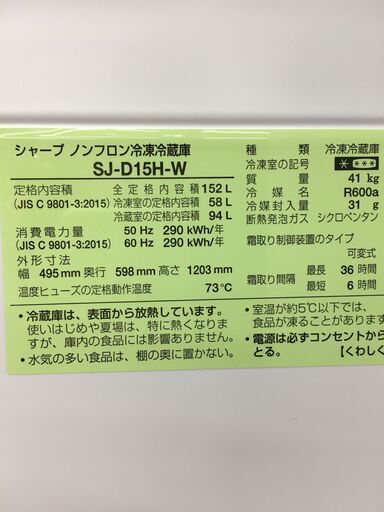 シャープ ノンフロン冷凍冷蔵庫
SJ-D15H-W
定格内容積 全定格内容積 152 L
(JIS C 9801-3:2015) 冷凍室の定格内容積 58 L
冷蔵室の定格内容積 94 L
消費電力量 50 Hz 290 kWh/年
(JIS C 9801-3:2015) 60 Hz 290 kWh/年
外形寸法
幅 495 mm 奥行 598 mm 高さ 1203 mm
温度ヒューズの定格動作温度 73℃
・冷蔵庫は、表面から放熱しています。
使いはじめや夏場は、特に熱くなりま
すが、庫内の食品には影響ありません。
・水気の多い食品は、棚の奥に置かない。
種類 冷凍冷蔵庫
冷凍室の記号
質量 41 kg
冷媒名 R600a
冷媒封入量 31 g
断熱発泡ガス シクロペンタン
霜取り制御装置のタイプ
可変式
霜取り間隔 最長 36 時間
最短 6 時間
・室温が約5℃以下では、
食品が凍ることがあります
・電源は必ずコンセントから
とる。 【くわしく